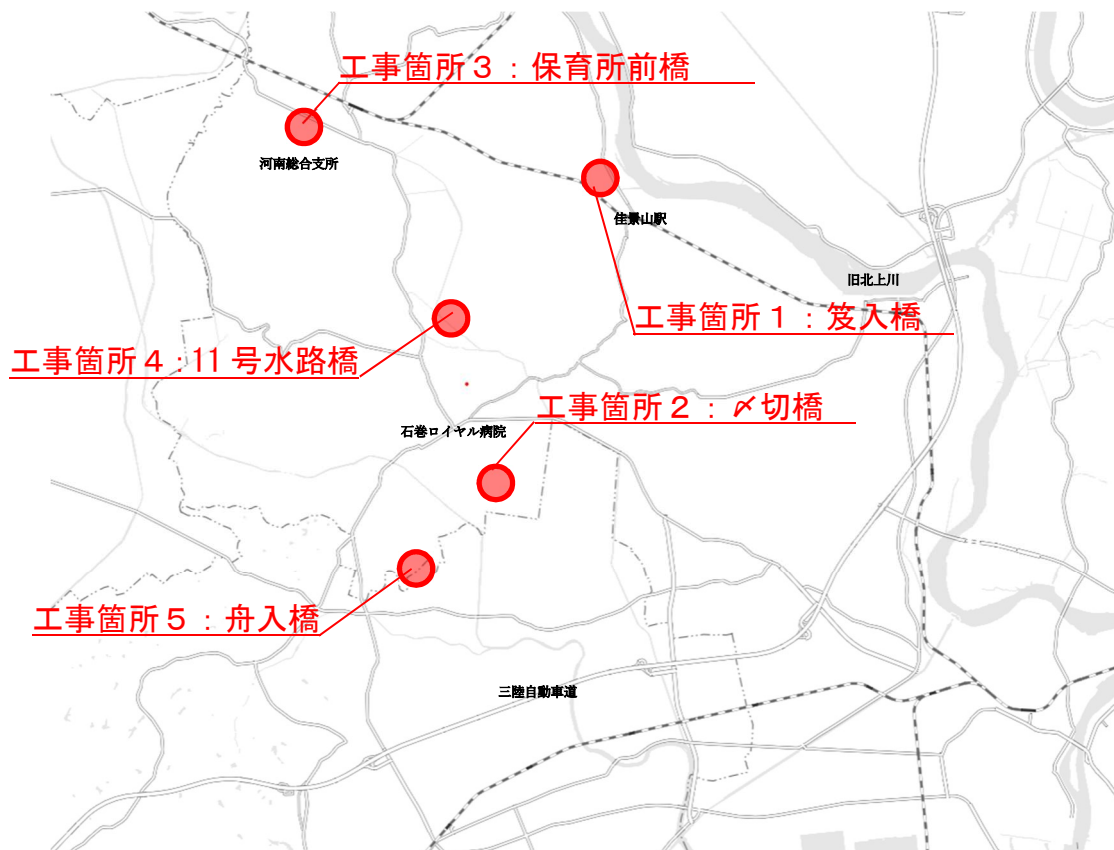 工事箇所３：保育所前橋
河南総合支所
佳景山駅
旧北上川
工事箇所１：笈入橋
工事箇所４：11 号水路橋
工事箇所２：〆切橋
石巻ロイヤル病院
工事箇所５：舟入橋
三陸自動車道